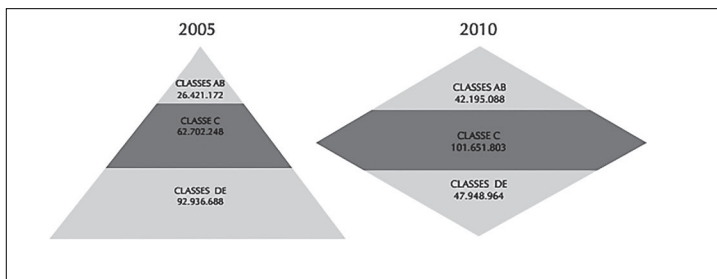 2005
CLASSES AB
26.421.172
CLASSE C
62.702.248
CLASSES DE
92.936.688
2010
CLASSES AB
42.195.088
CLASSE C
101.651.803
CLASSES DE
47.948.964